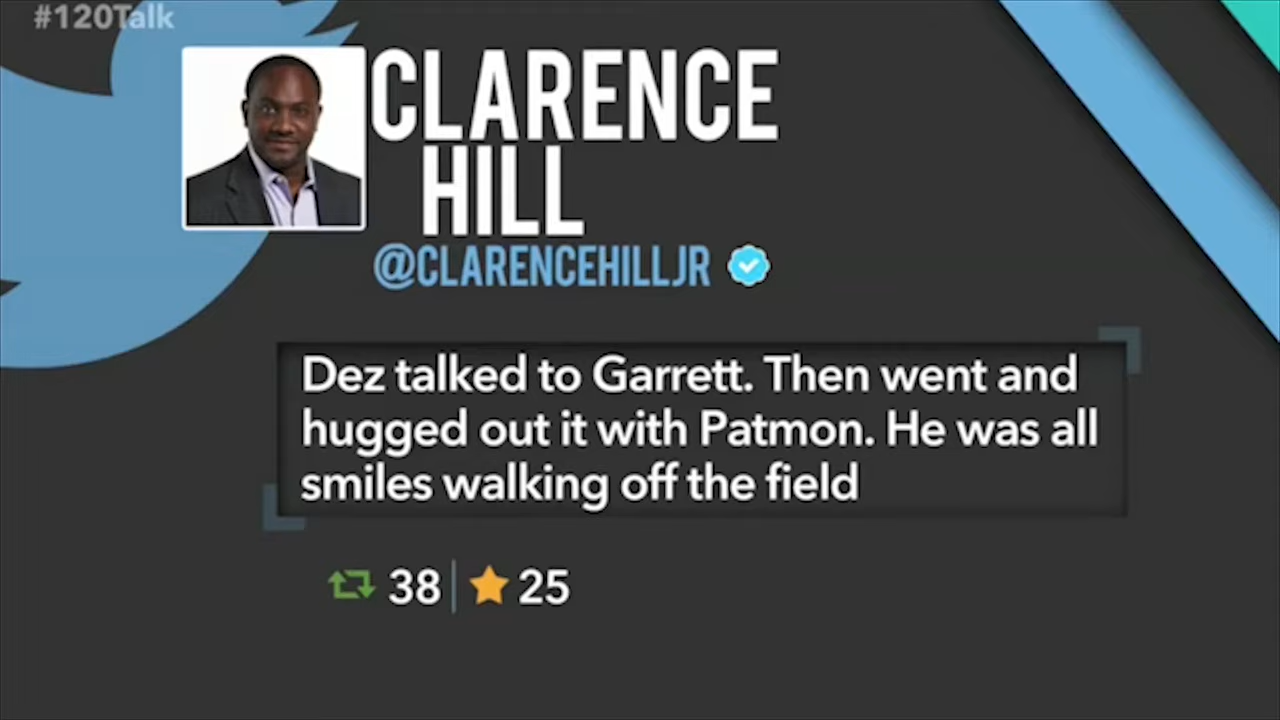 #120Talk
CLARENCE
HILL
@CLARENCEHILLJR
Dez talked to Garrett. Then went and
hugged out it with Patmon. He was all
smiles walking off the field
38 25